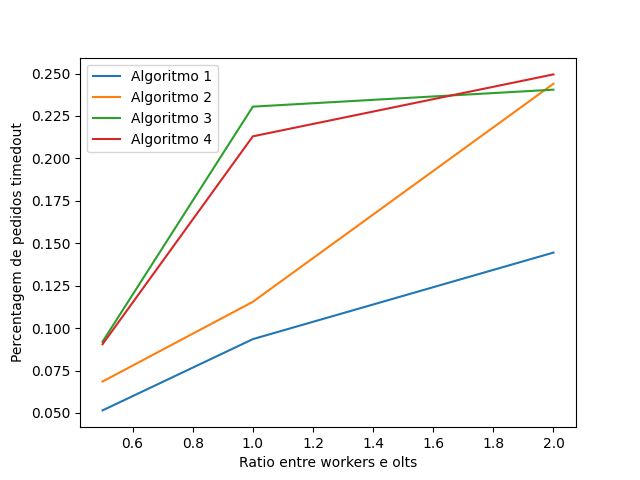 Algoritmo 1
Algoritmo 2
Algoritmo 3
Algoritmo 4
0.250
0.225
0.200
0.175
0.150
0.125
0.100
0.075
0.050
Percentagem de pedidos timedout
0.6 0.8 1.0 1.2 1.4 1.6 1.8 2.0
Ratio entre workers e olts